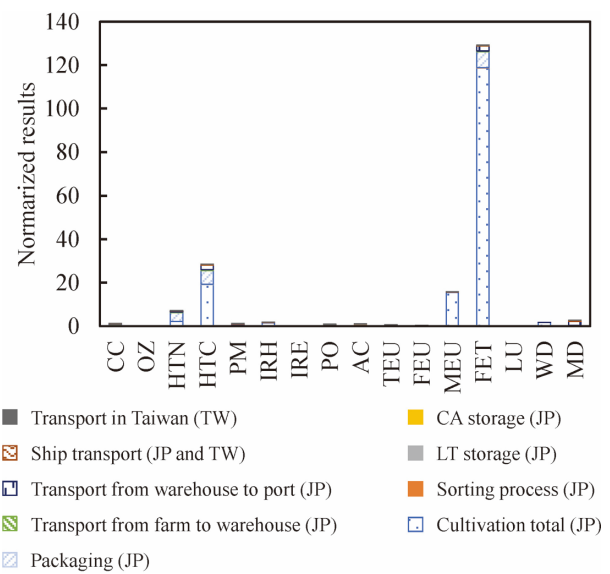 140
120
100
80
60
40
20
0
Normarized results
CC OZ HTN HTC PM IRH IRE PO AC TEU FEU MEU FET LU WD MD
Transport in Taiwan (TW)
Ship transport (JP and TW)
Transport from warehouse to port (JP)
Transport from farm to warehouse (JP)
Packaging (JP)
CA storage (JP)
LT storage (JP)
Sorting process (JP)
Cultivation total (JP)